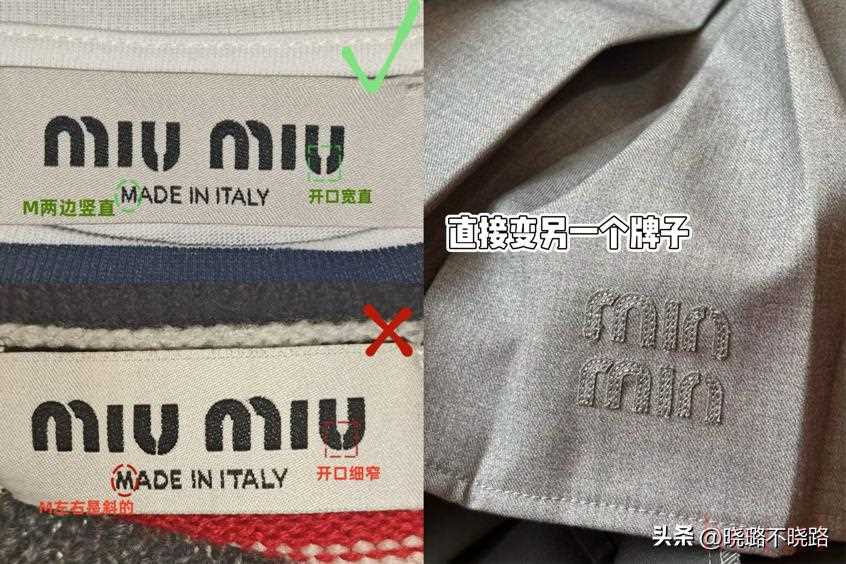 MIU MIU
MADE IN ITALY
M两边竖直
开口宽直
MIU MIU
MADE IN ITALY
M左右是斜的
开口细窄
直接变另一个牌子
min
min
头条 @晓璐不晓路